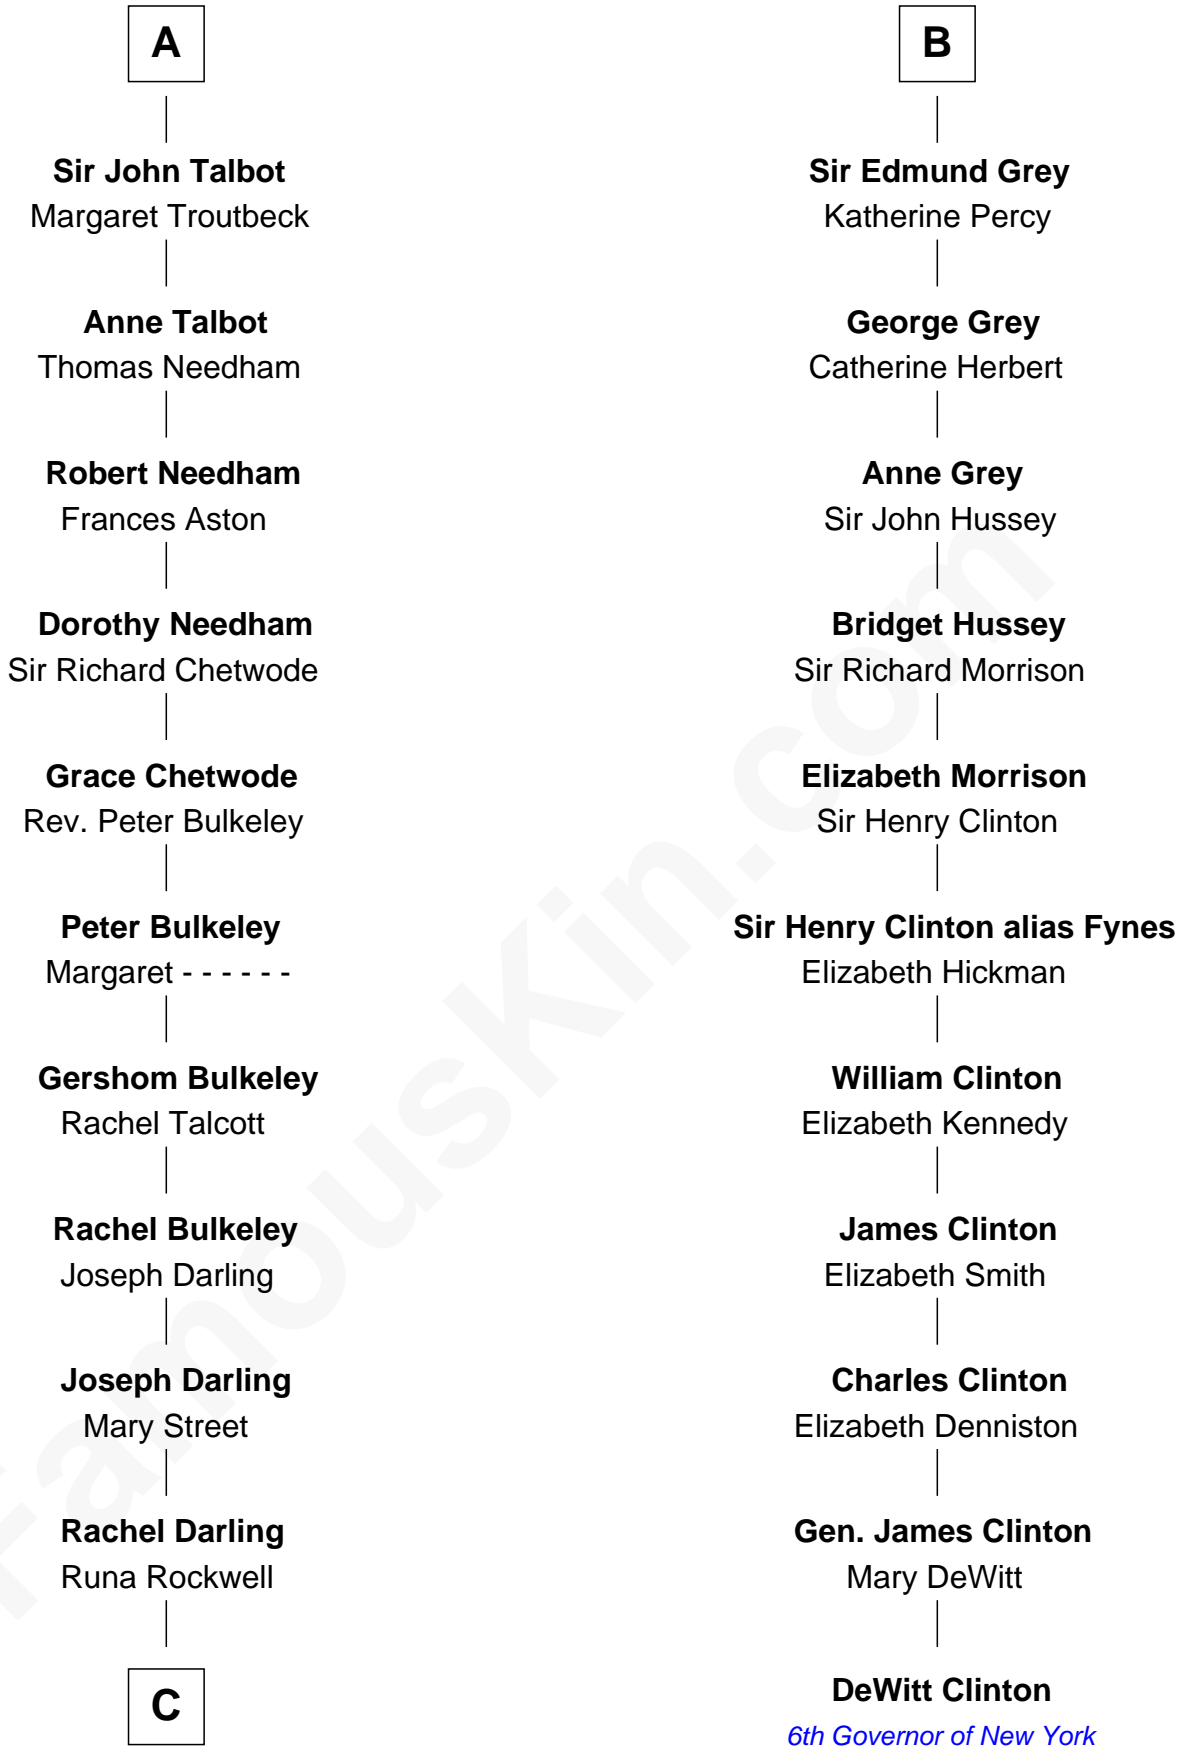 A
Sir John Talbot
Margaret Troutbeck
Anne Talbot
Thomas Needham
Robert Needham
Frances Aston
Dorothy Needham
Sir Richard Chetwode
Grace Chetwode
Rev. Peter Bulkeley
Peter Bulkeley
Margaret - - - - - -
Gershom Bulkeley
Rachel Talcott
Rachel Bulkeley
Joseph Darling
Joseph Darling
Mary Street
Rachel Darling
Runa Rockwell
C
B
Sir Edmund Grey
Katherine Percy
George Grey
Catherine Herbert
Anne Grey
Sir John Hussey
Bridget Hussey
Sir Richard Morrison
Elizabeth Morrison
Sir Henry Clinton
Sir Henry Clinton alias Fynes
Elizabeth Hickman
William Clinton
Elizabeth Kennedy
James Clinton
Elizabeth Smith
Charles Clinton
Elizabeth Denniston
Gen. James Clinton
Mary DeWitt
DeWitt Clinton
6th Governor of New York
FamousKin.com